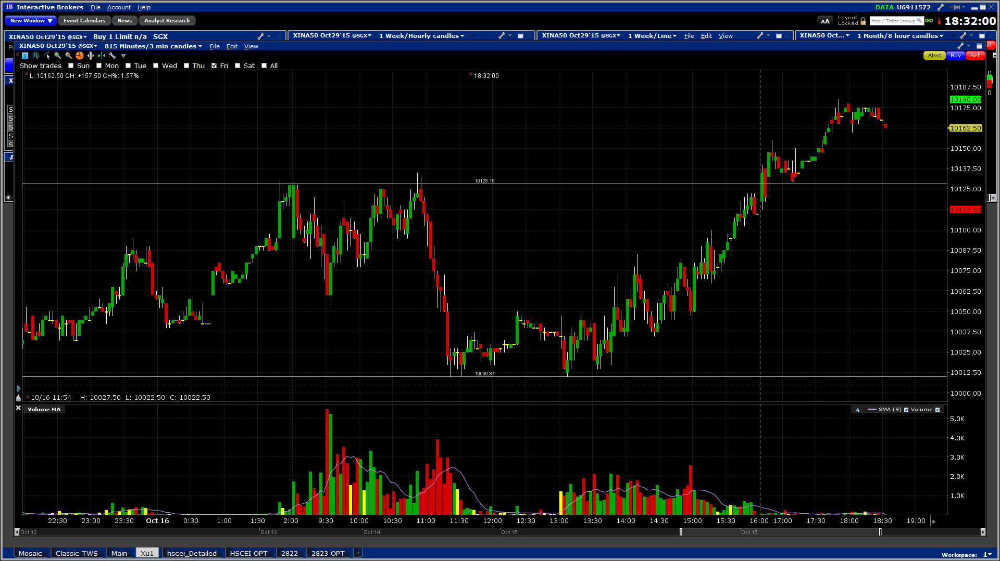 IB Interactive Brokers File Account Help DATA U6911572
New Window Event Calendars News Analyst Research AA Layout Locked Help / Ticker Lookup 18:32:00
XINA50 Oct29'15 @SGX Buy 1 Limit n/a SGX XINA50 Oct29'15 @SGX 1 Week/Hourly candles XINA50 Oct29'15 @SGX 1 Week/Line File Edit View XINA50 Oct... 1 Month/8 hour candles
XINA50 Oct29'15 @SGX 815 Minutes/3 min candles File Edit View
Alert Buy Sell
Show trades Sun Mon Tue Wed Thu Fri Sat All
L: 10162.50 CH: +157.50 CH%: 1.57% 18:32:00
10187.50
10180.00
10175.00
10162.50
10150.00
10137.50
10128.16
10125.00
10112.50
10100.00
10087.50
10075.00
10062.50
10050.00
10037.50
10025.00
10012.50
10009.87
10000.00
10/16 11:54 H: 10027.50 L: 10022.50 C: 10022.50
Volume MA SMA (9) Volume
5.0K
4.0K
3.0K
2.0K
1.0K
22:30 23:00 23:30 Oct 16 0:30 1:00 1:30 2:00 9:30 10:00 10:30 11:00 11:30 12:00 12:30 13:00 13:30 14:00 14:30 15:00 15:30 16:00 17:00 17:30 18:00 18:30 19:00
Oct 12 Oct 13 Oct 14 Oct 15 Oct 16
Mosaic Classic TWS Main Xu1 hscei_Detailed HSCEI OPT 2822 2823 OPT +
Workspace: 1